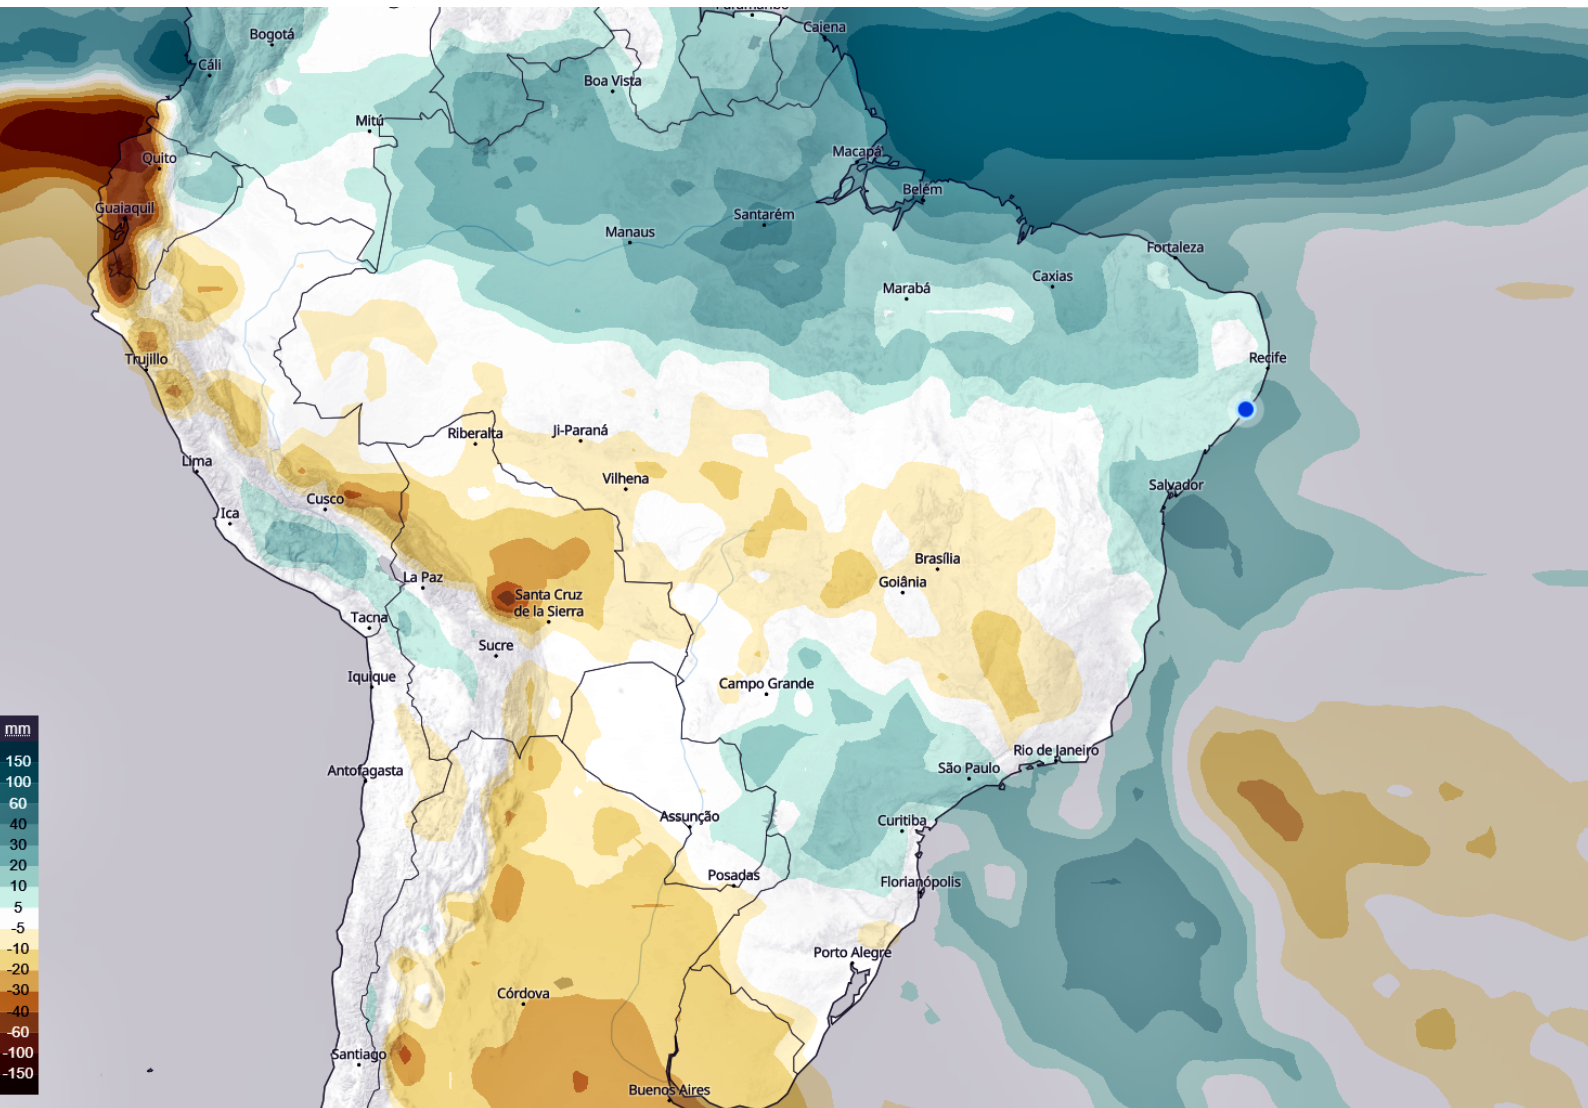 Paramaribo
Caiena
Bogotá
Cáli
Boa Vista
Mitú
Macapá
Quito
Belém
Guaiaquil
Santarém
Manaus
Fortaleza
Caxias
Marabá
Trujillo
Recife
Riberalta
Ji-Paraná
Lima
Vilhena
Salvador
Cusco
Ica
Brasília
La Paz
Goiânia
Santa Cruz
de la Sierra
Tacna
Sucre
Iquique
Campo Grande
Rio de Janeiro
Antofagasta
São Paulo
Assunção
Curitiba
Posadas
Florianópolis
Porto Alegre
Córdova
Santiago
Buenos Aires
mm
150
100
60
40
30
20
10
5
-5
-10
-20
-30
-40
-60
-100
-150